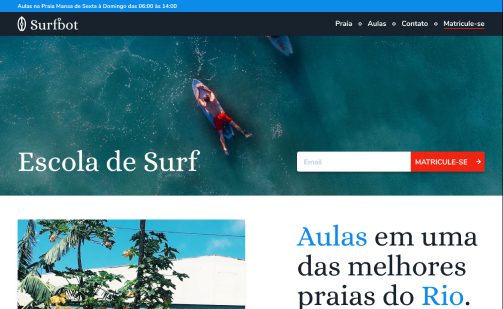 Aulas na Praia Mansa de Sexta à Domingo das 06:00 às 14:00
Surfbot
Praia Aulas Contato Matricule-se
Escola de Surf
Email MATRICULE-SE →
Aulas em uma
das melhores
praias do Rio.